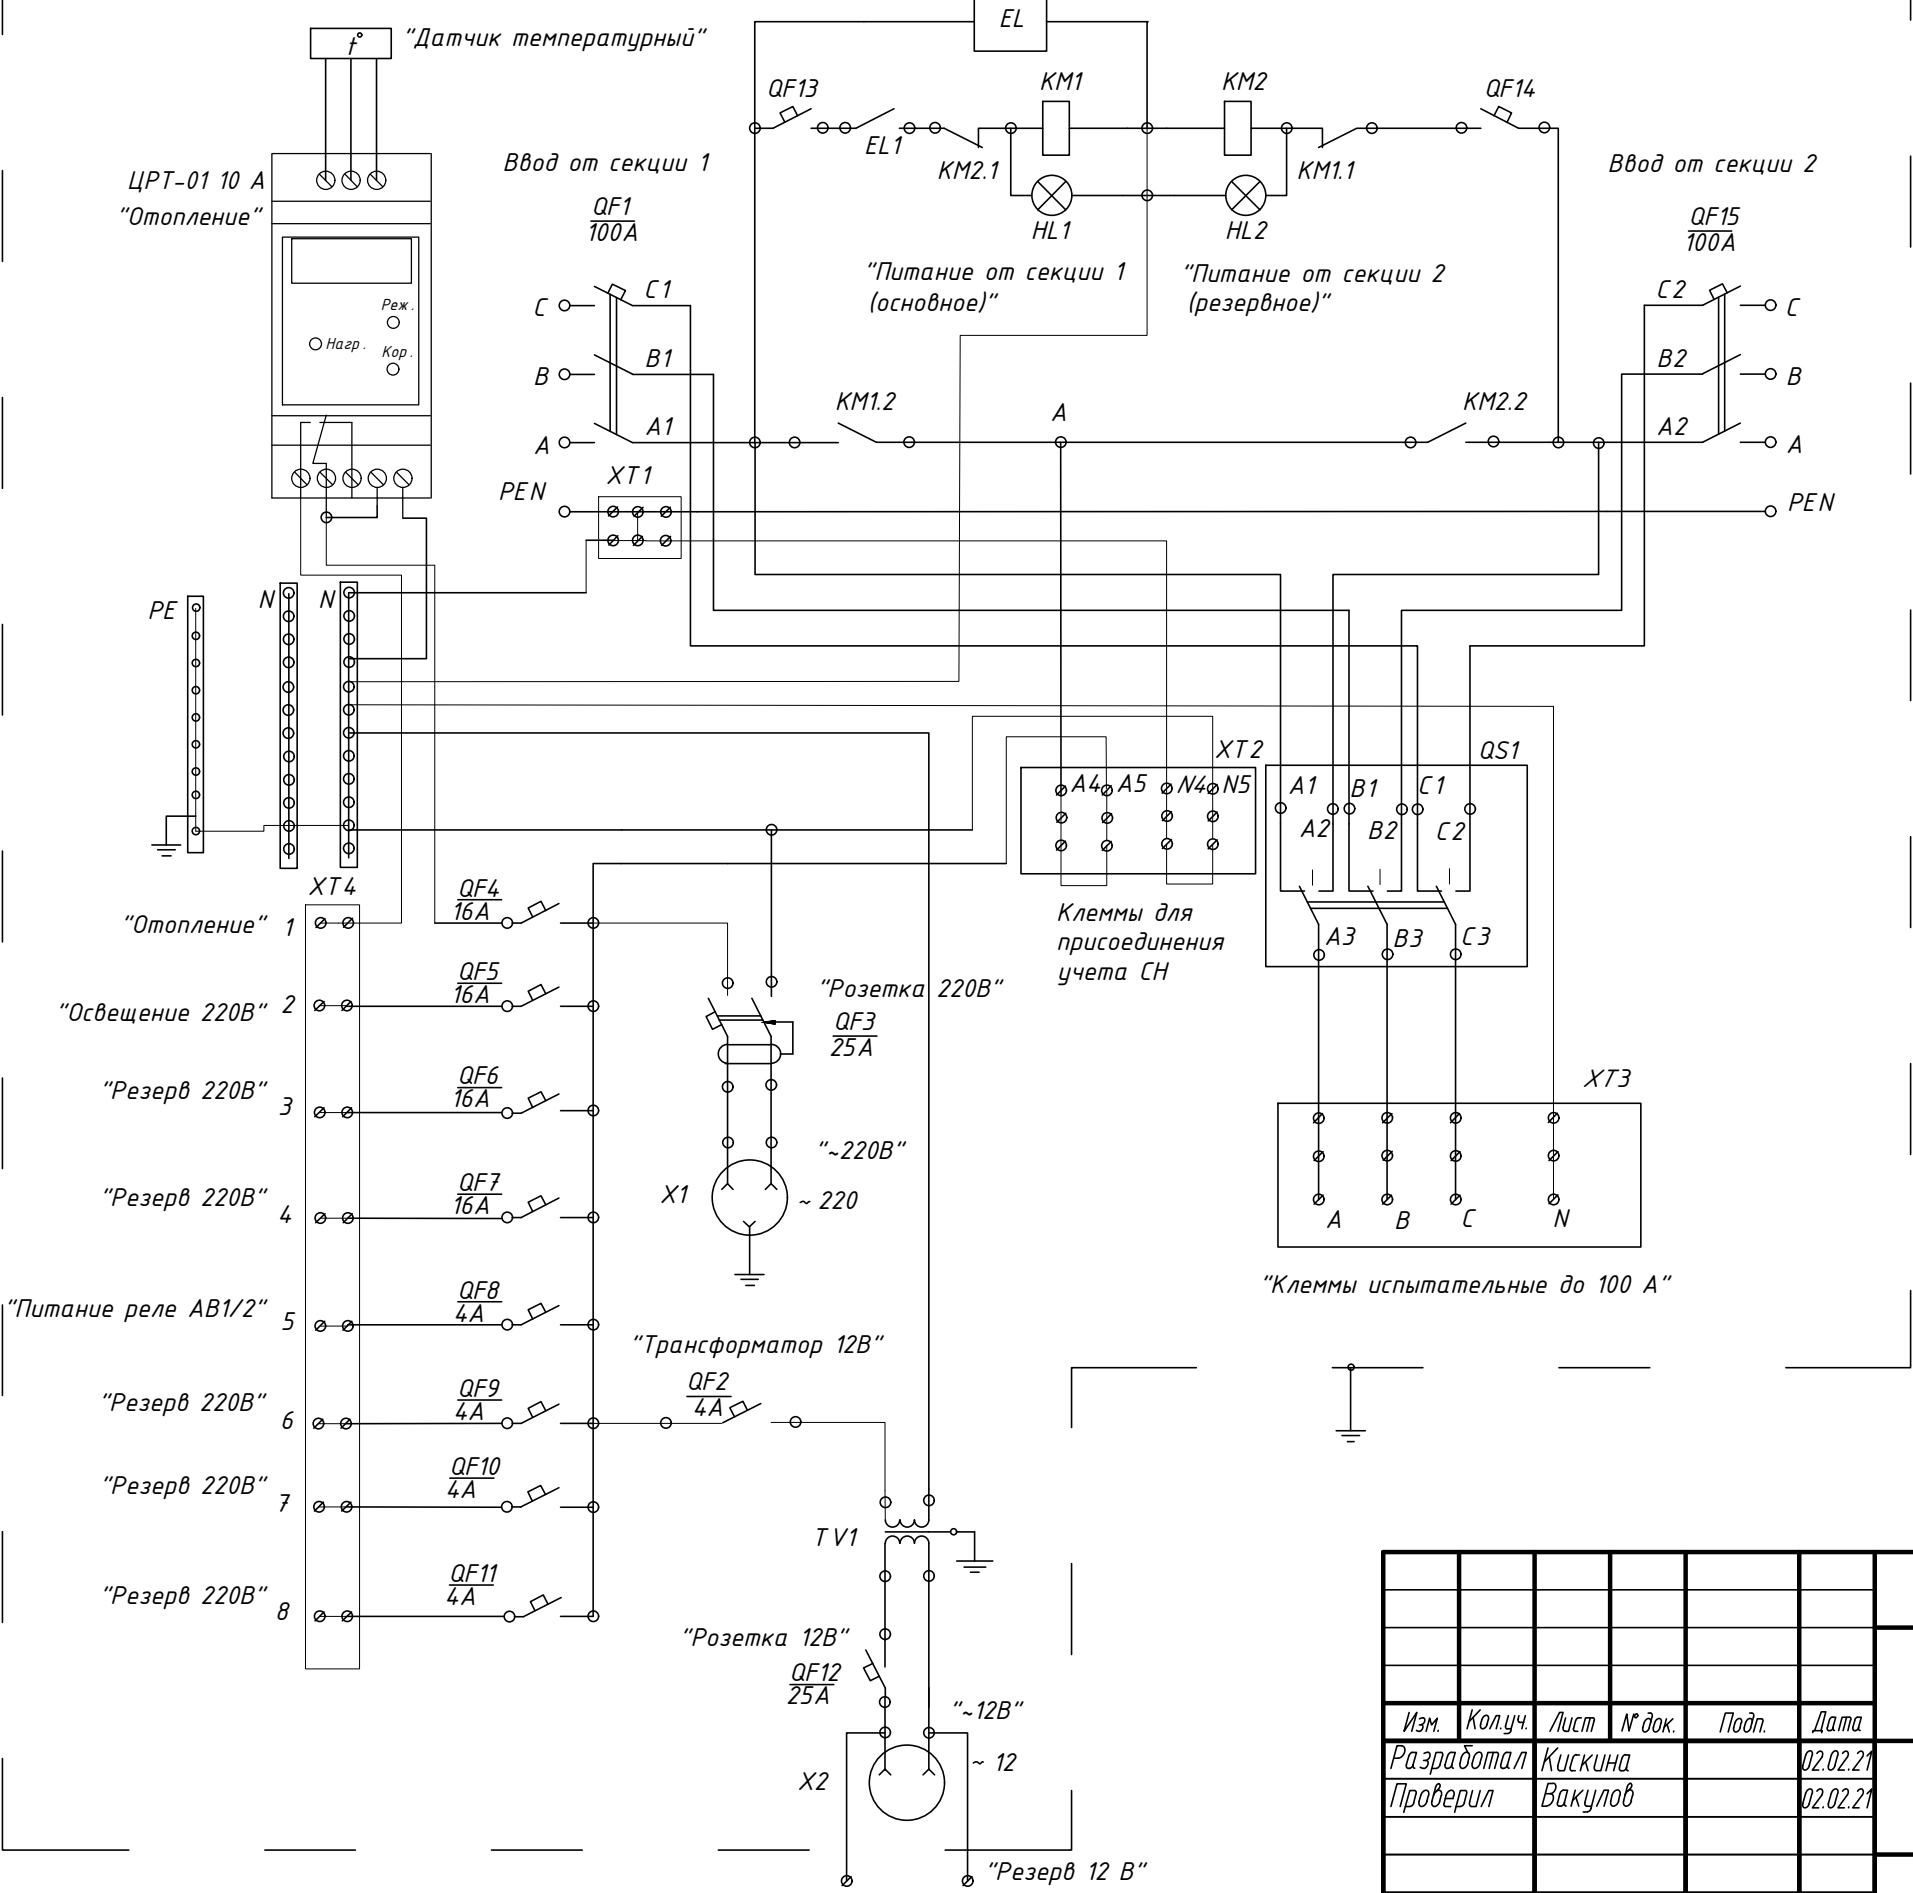 EL
t°
"Датчик температурный"
QF13
KM1
KM2
QF14
EL1
KM2.1
KM1.1
ЦРТ-01 10 А
"Отопление"
Ввод от секции 1
Ввод от секции 2
QF1
100А
HL1
HL2
QF15
100А
"Питание от секции 1
(основное)"
"Питание от секции 2
(резервное)"
Реж.
Нагр.
Кор.
C
C1
C2
C
B
B1
B2
B
KM1.2
A
KM2.2
A
A1
A2
A
XT1
PEN
PEN
PE
N
N
XT2
QS1
A4
A5
N4
N5
A1
B1
C1
A2
B2
C2
A3
B3
C3
Клеммы для
присоединения
учета СН
XT4
"Отопление"
1
QF4
16А
"Освещение 220В"
2
QF5
16А
"Розетка 220В"
QF3
25А
"Резерв 220В"
3
QF6
16А
XT3
"~220В"
"Резерв 220В"
4
QF7
16А
X1
~ 220
A
B
C
N
"Клеммы испытательные до 100 А"
"Питание реле АВ1/2"
5
QF8
4А
"Трансформатор 12В"
QF2
4А
"Резерв 220В"
6
QF9
4А
"Резерв 220В"
7
QF10
4А
TV1
"Резерв 220В"
8
QF11
4А
"Розетка 12В"
QF12
25А
"~12В"
~ 12
X2
"Резерв 12 В"
Изм. Кол.уч. Лист № док. Подп. Дата
Разработал Кискина 02.02.21
Проверил Вакулов 02.02.21